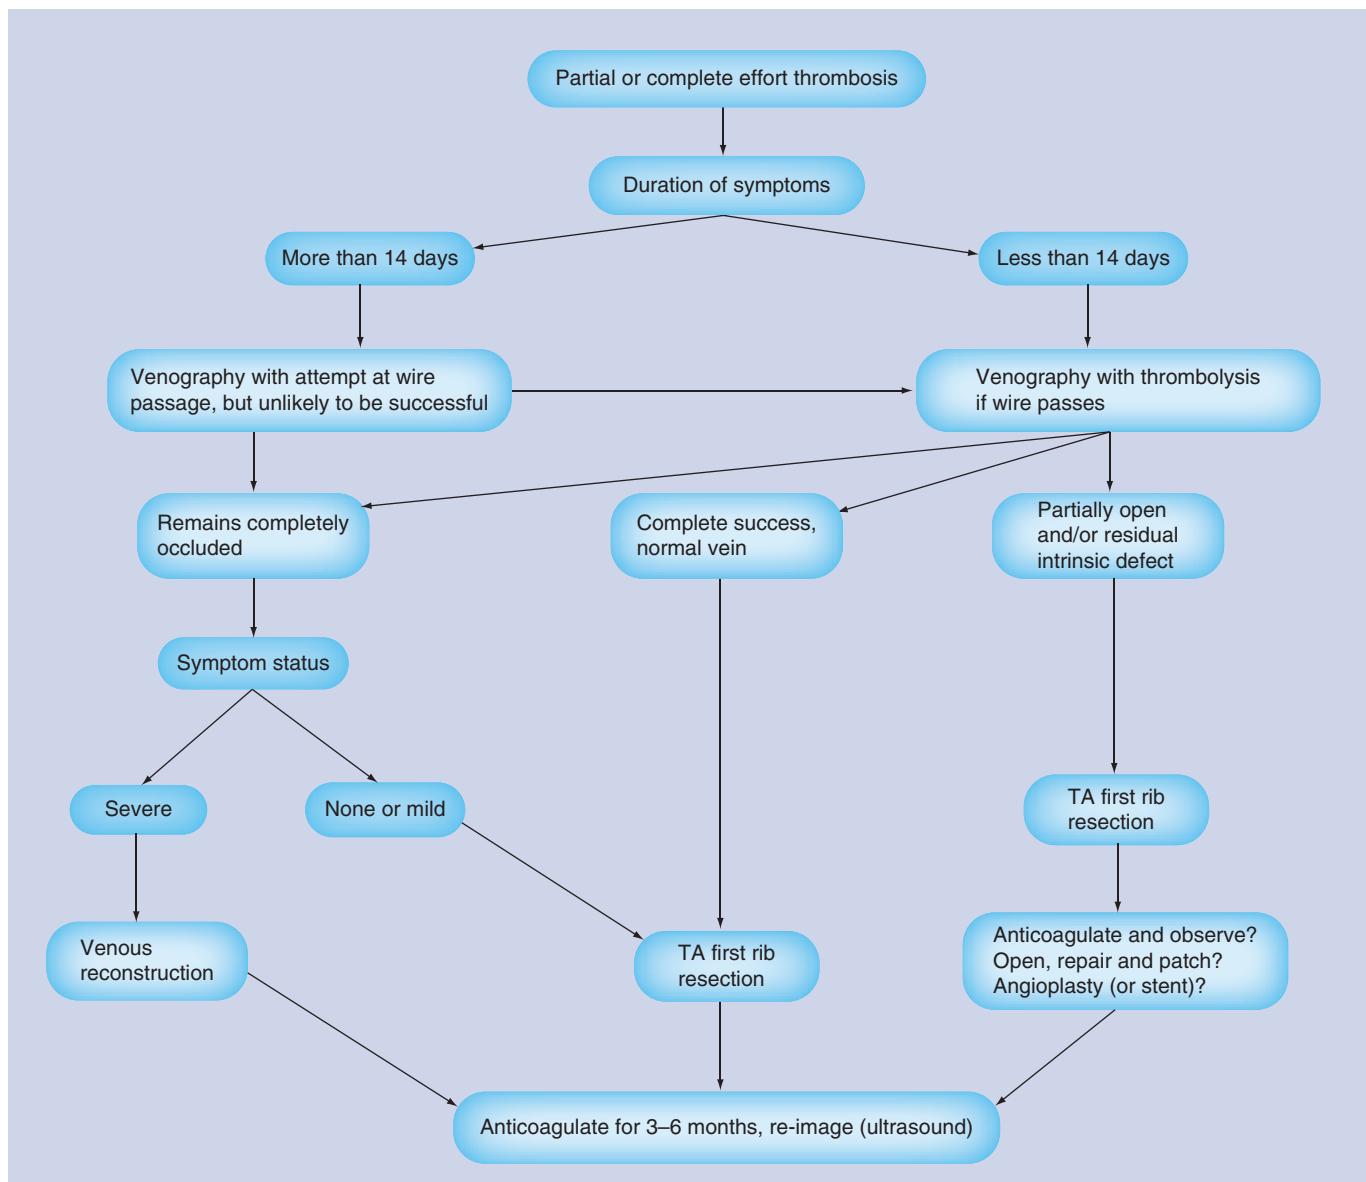 Partial or complete effort thrombosis
Duration of symptoms
More than 14 days
Less than 14 days
Venography with attempt at wire
passage, but unlikely to be successful
Venography with thrombolysis
if wire passes
Remains completely
occluded
Complete success,
normal vein
Partially open
and/or residual
intrinsic defect
Symptom status
Severe
None or mild
TA first rib
resection
Venous
reconstruction
TA first rib
resection
Anticoagulate and observe?
Open, repair and patch?
Angioplasty (or stent)?
Anticoagulate for 3–6 months, re-image (ultrasound)